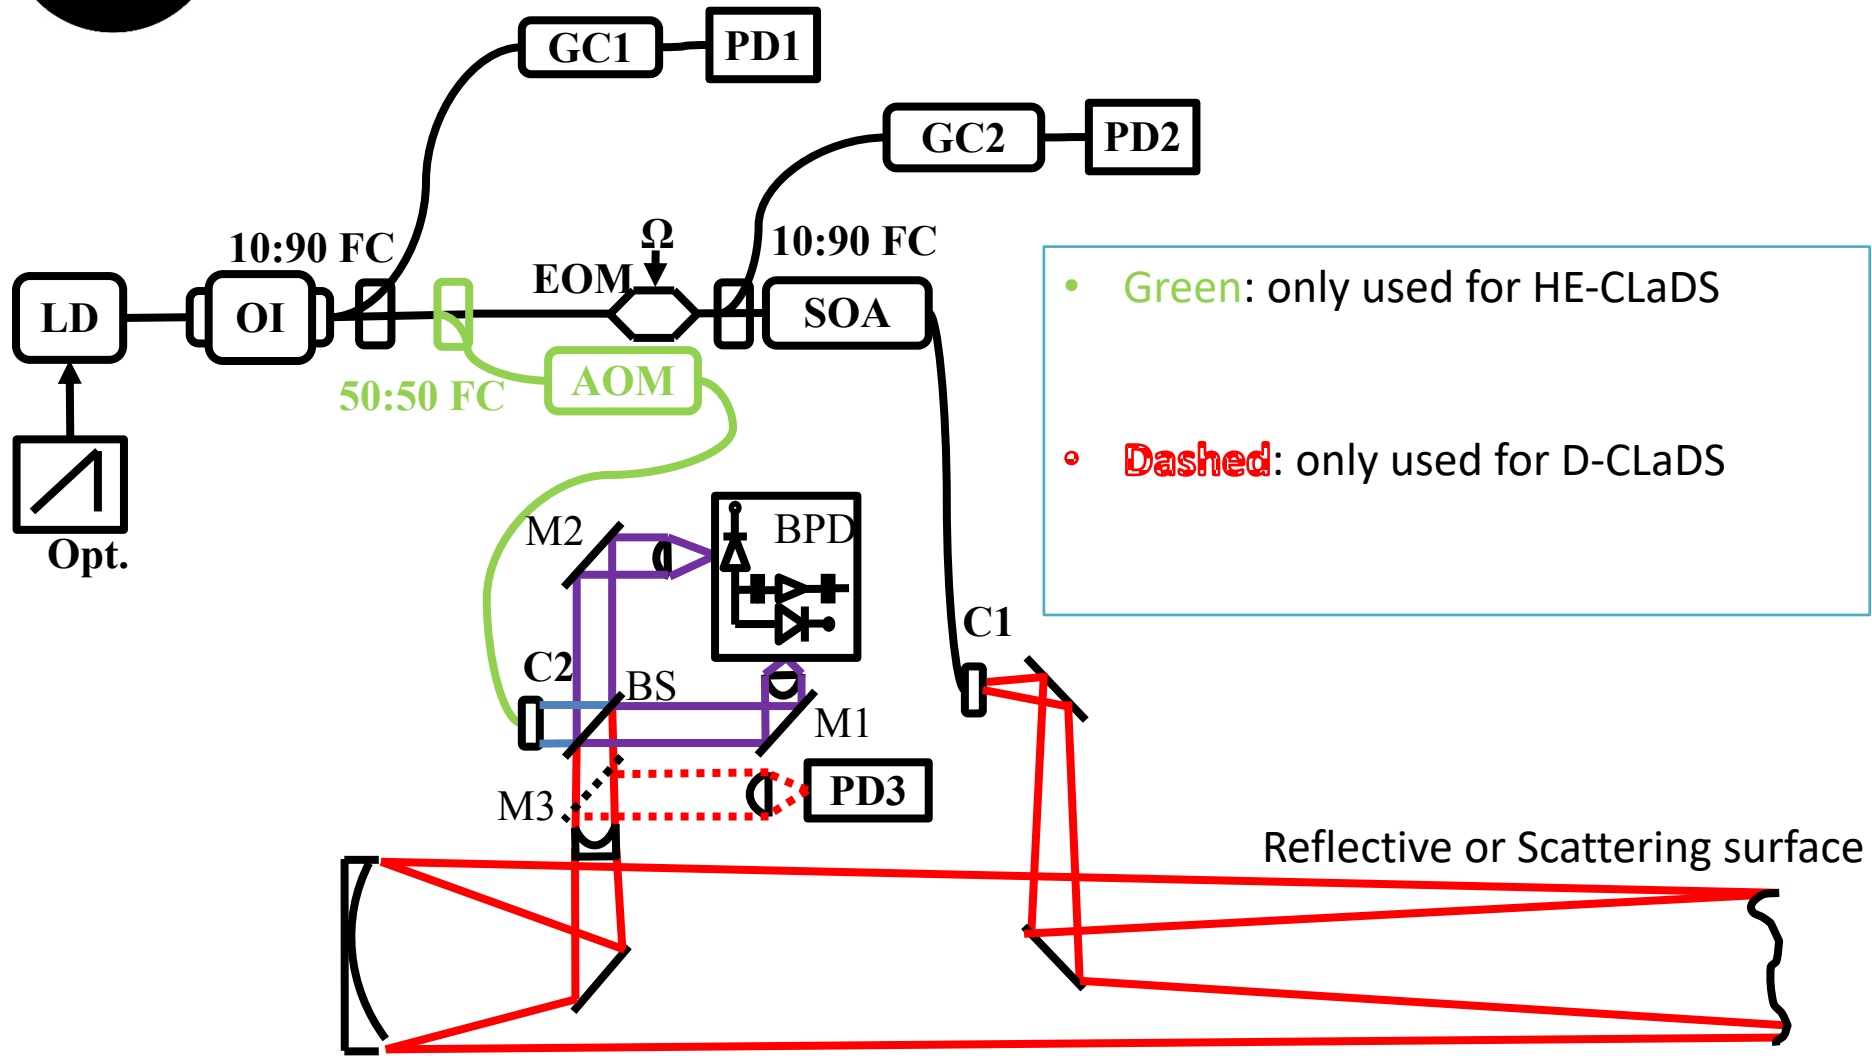 GC1
PD1
GC2
PD2
10:90 FC
Ω
10:90 FC
EOM
LD
OI
SOA
• Green: only used for HE-CLaDS
50:50 FC
AOM
• Dashed: only used for D-CLaDS
Opt.
M2
BPD
C1
C2
BS
M1
M3
PD3
Reflective or Scattering surface